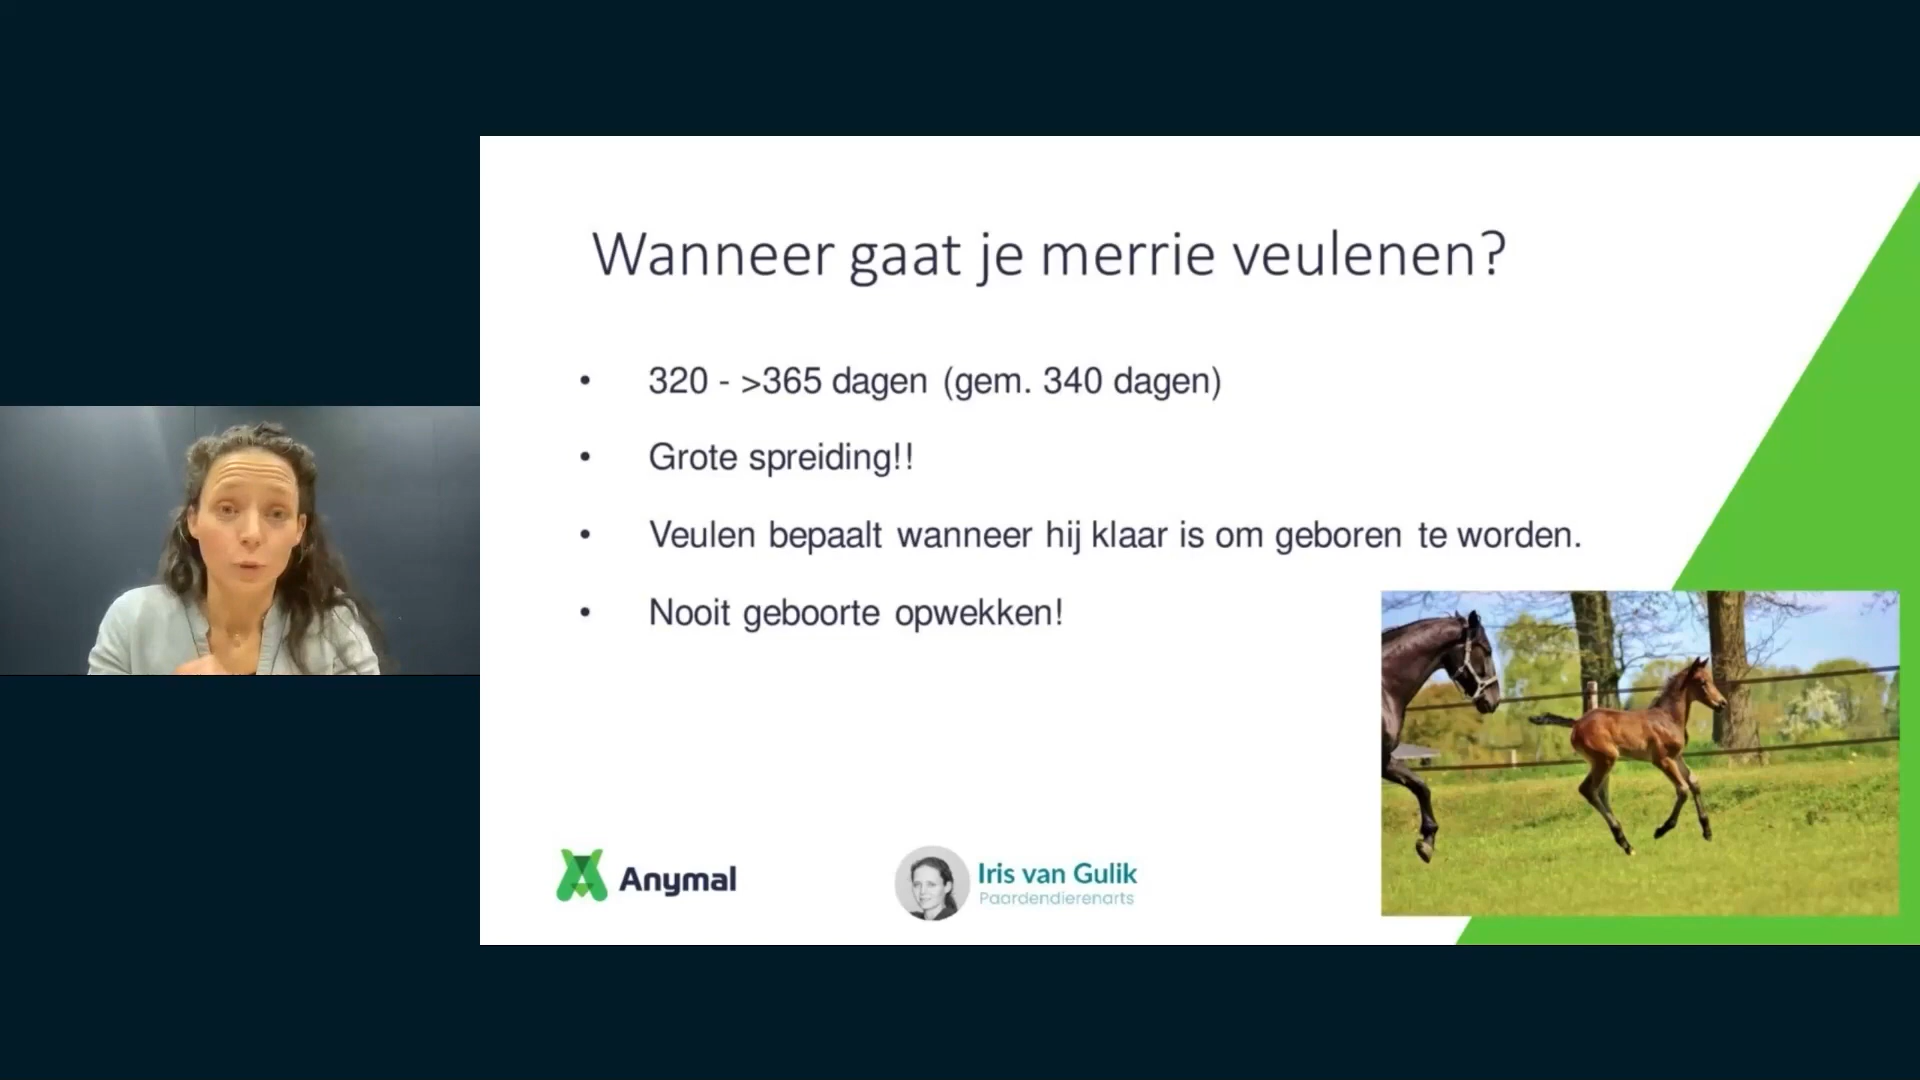 Wanneer gaat je merrie veulenen?
• 320 - >365 dagen (gem. 340 dagen)
• Grote spreiding!!
• Veulen bepaalt wanneer hij klaar is om geboren te worden.
• Nooit geboorte opwekken!
Anymal
Iris van Gulik
Paardendierenarts